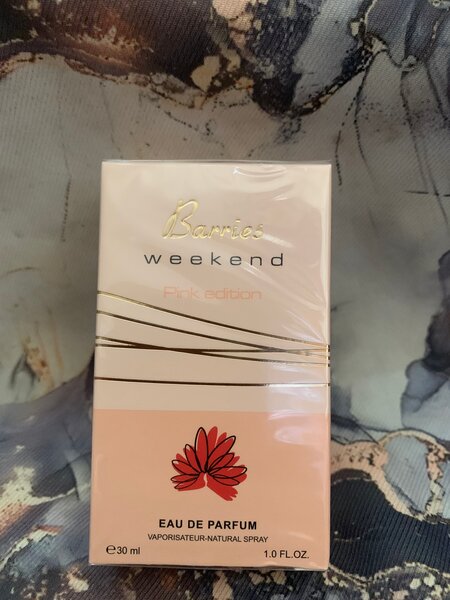 Barries
weekend
Pink edition
EAU DE PARFUM
VAPORISATEUR-NATURAL SPRAY
℮30 ml 1.0 FL.OZ.